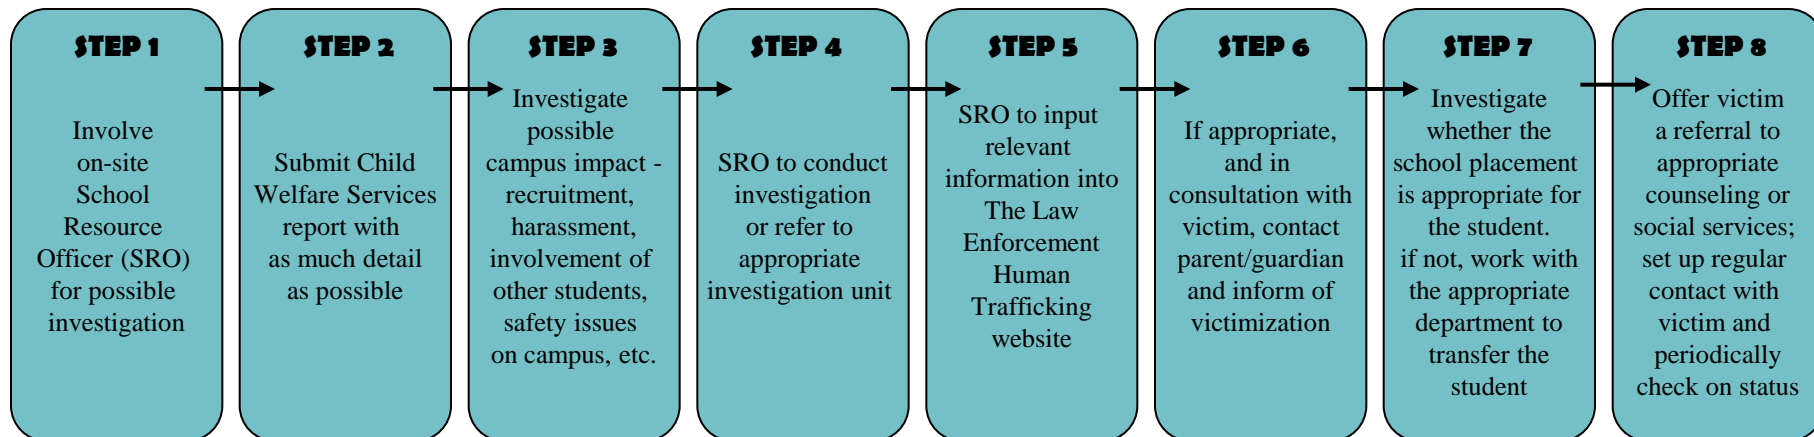 STEP 1
Involve
on-site
School
Resource
Officer (SRO)
for possible
investigation
STEP 2
Submit Child
Welfare Services
report with
as much detail
as possible
STEP 3
Investigate
possible
campus impact -
recruitment,
harassment,
involvement of
other students,
safety issues
on campus, etc.
STEP 4
SRO to conduct
investigation
or refer to
appropriate
investigation unit
STEP 5
SRO to input
relevant
information into
The Law
Enforcement
Human
Trafficking
website
STEP 6
If appropriate,
and in
consultation with
victim, contact
parent/guardian
and inform of
victimization
STEP 7
Investigate
whether the
school placement
is appropriate for
the student.
if not, work with
the appropriate
department to
transfer the
student
STEP 8
Offer victim
a referral to
appropriate
counseling or
social services;
set up regular
contact with
victim and
periodically
check on status